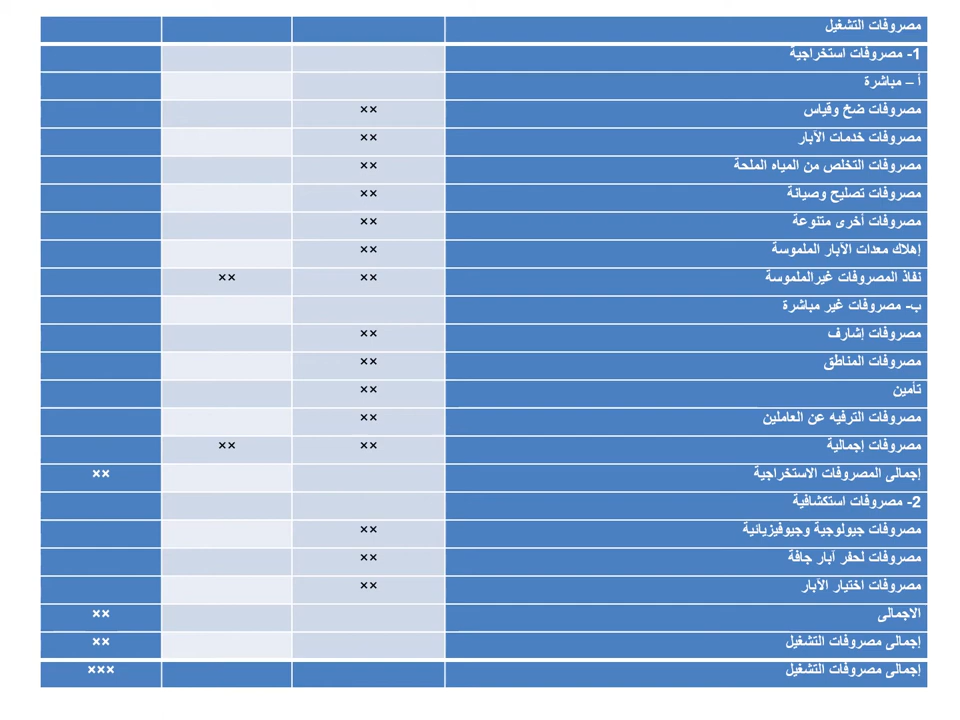 مصروفات التشغيل
1- مصروفات استخراجية
أ – مباشرة
مصروفات ضخ وقياس ××
مصروفات خدمات الآبار ××
مصروفات التخلص من المياه الملحة ××
مصروفات تصليح وصيانة ××
مصروفات أخرى متنوعة ××
إهلاك معدات الآبار الملموسة ××
نفاذ المصروفات غيرالملموسة ×× ××
ب- مصروفات غير مباشرة
مصروفات إشارف ××
مصروفات المناطق ××
تأمين ××
مصروفات الترفيه عن العاملين ××
مصروفات إجمالية ×× ××
إجمالى المصروفات الاستخراجية ××
2- مصروفات استكشافية
مصروفات جيولوجية وجيوفيزيائية ××
مصروفات لحفر آبار جافة ××
مصروفات اختيار الآبار ××
الاجمالى ××
إجمالى مصروفات التشغيل ××
إجمالى مصروفات التشغيل ×××